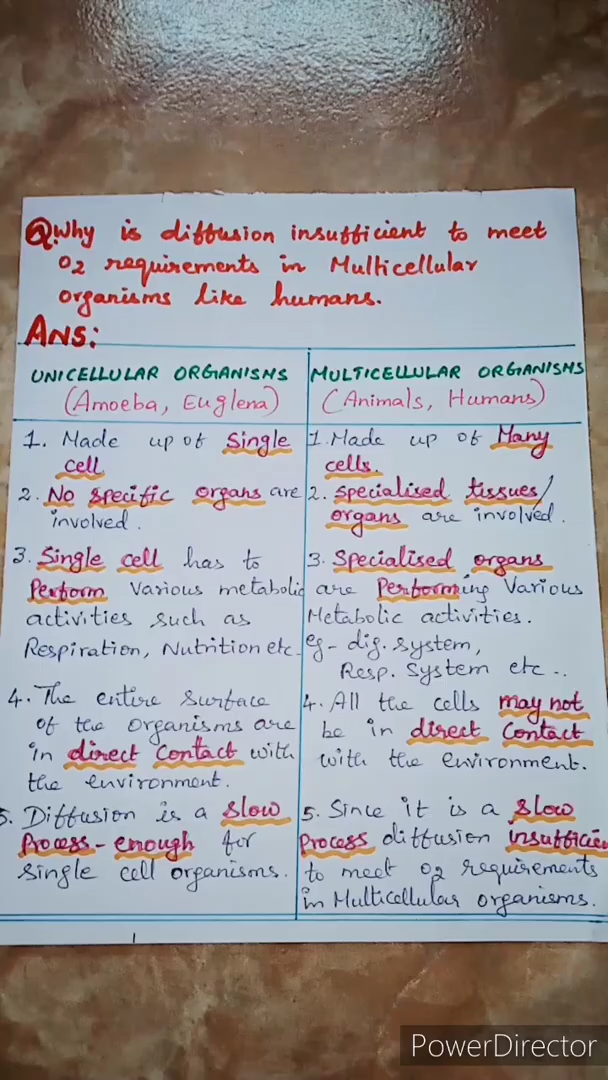 Q. Why is diffusion insufficient to meet
O2 requirements in Multicellular
organisms like humans.
ANS:
UNICELLULAR ORGANISMS
(Amoeba, Euglena)
1. Made up of Single
cell
2. No specific organs are
involved.
3. Single cell has to
Perform various metabolic
activities such as
Respiration, Nutrition etc-
4. The entire surface
of the organisms are
in direct contact with
the environment.
5. Diffusion is a slow
Process-enough for
single cell organisms.
MULTICELLULAR ORGANISMS
(Animals, Humans)
1. Made up of Many
cells.
2. specialised tissues/
organs are involved.
3. Specialised organs
are Performing Various
Metabolic activities.
eg- dig. system,
Resp. System etc ..
4. All the cells may not
be in direct Contact
with the environment.
5. Since it is a slow
Process diffusion insufficien
to meet O2 requirements
in Multicellular organisms.
PowerDirector